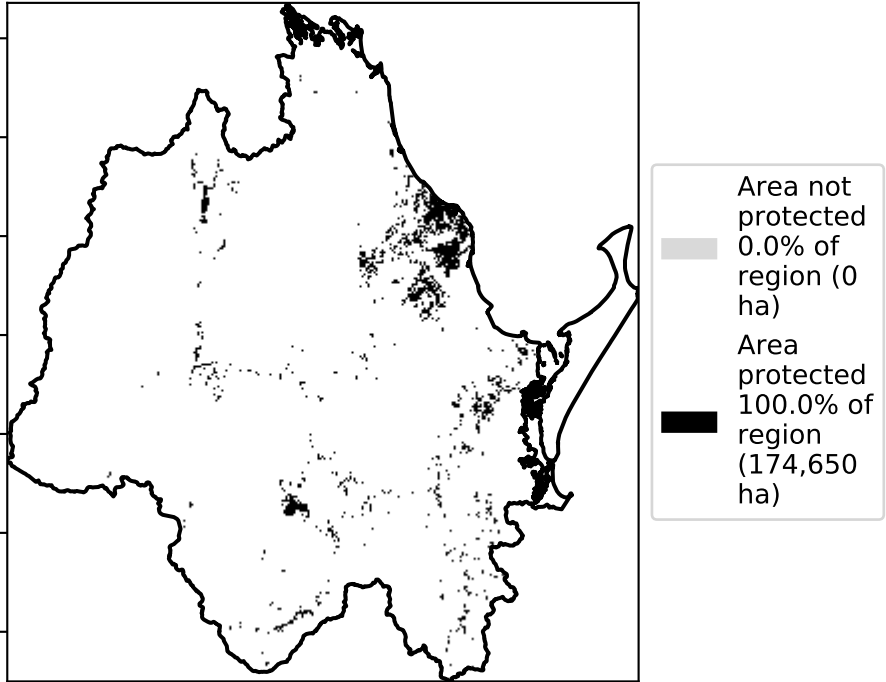 Area not
protected
0.0% of
region (0
ha)
Area
protected
100.0% of
region
(174,650
ha)